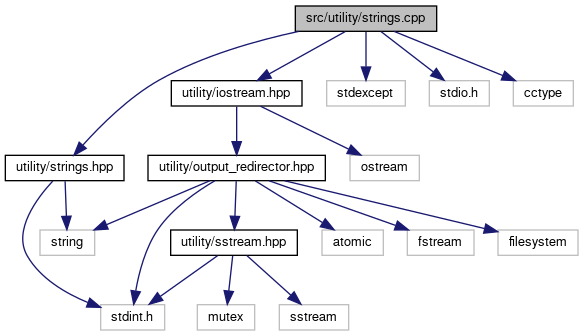 src/utility/strings.cpp
utility/iostream.hpp
stdexcept
stdio.h
cctype
utility/strings.hpp
utility/output_redirector.hpp
ostream
string
utility/sstream.hpp
atomic
fstream
filesystem
stdint.h
mutex
sstream